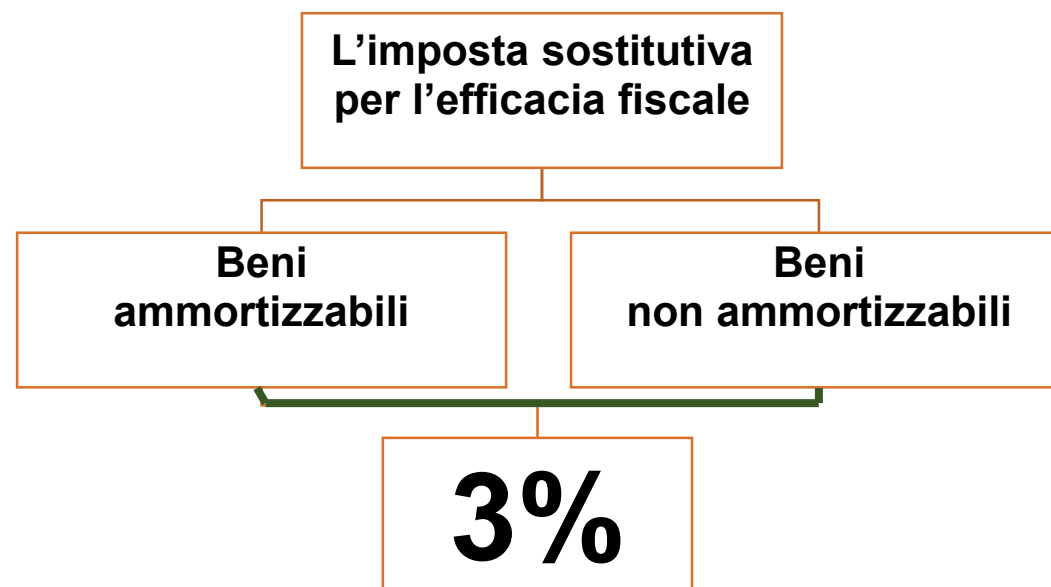 L’imposta sostitutiva
per l’efficacia fiscale
Beni
ammortizzabili
Beni
non ammortizzabili
3%